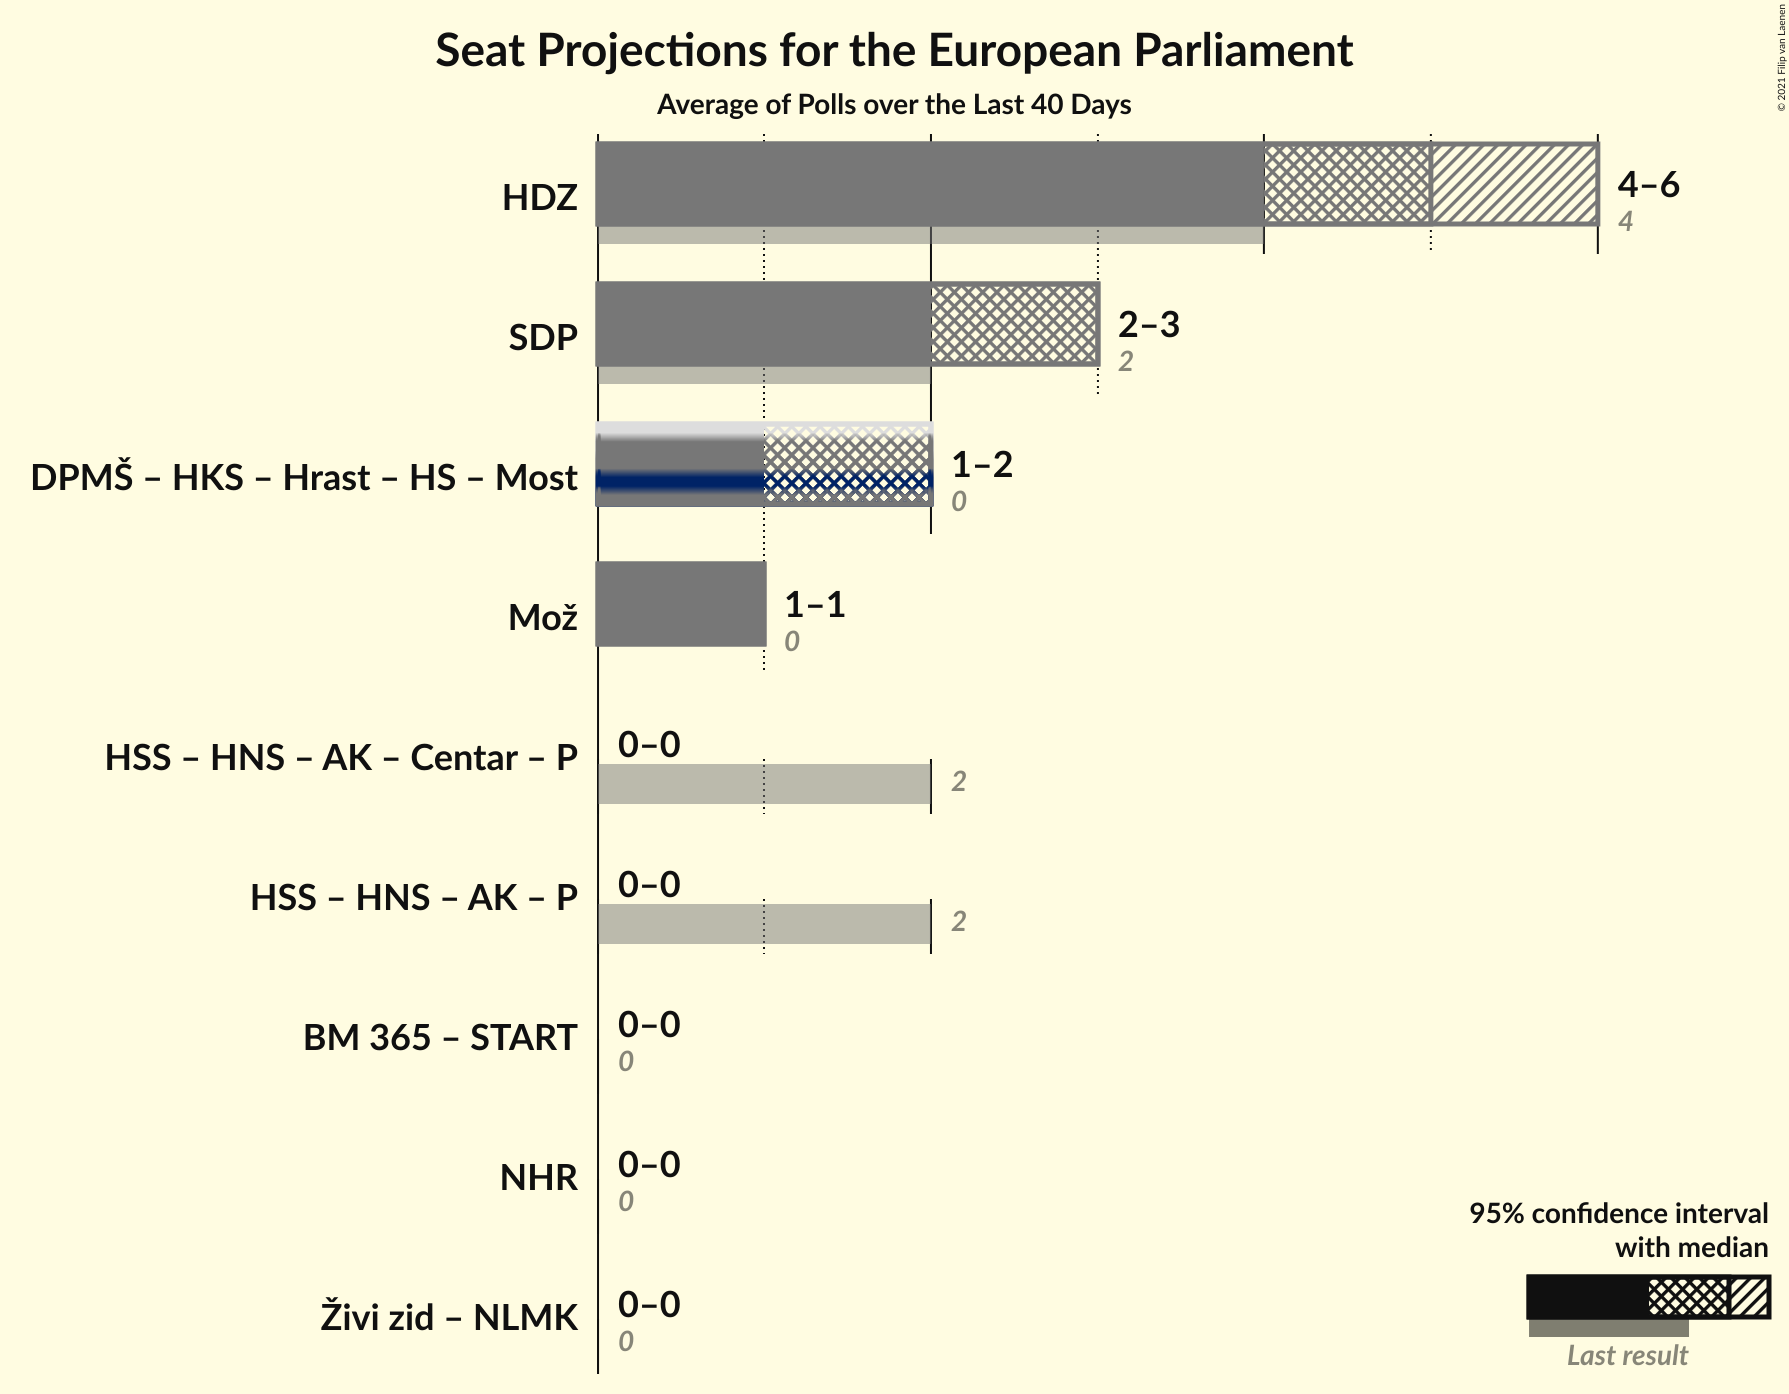 Seat Projections for the European Parliament
Average of Polls over the Last 40 Days
© 2021 Filip van Laenen
HDZ
4–6
4
SDP
2–3
2
DPMŠ – HKS – Hrast – HS – Most
1–2
0
Mož
1–1
0
HSS – HNS – AK – Centar – P
0–0
2
HSS – HNS – AK – P
0–0
2
BM 365 – START
0–0
0
NHR
0–0
0
Živi zid – NLMK
0–0
0
95% confidence interval
with median
Last result